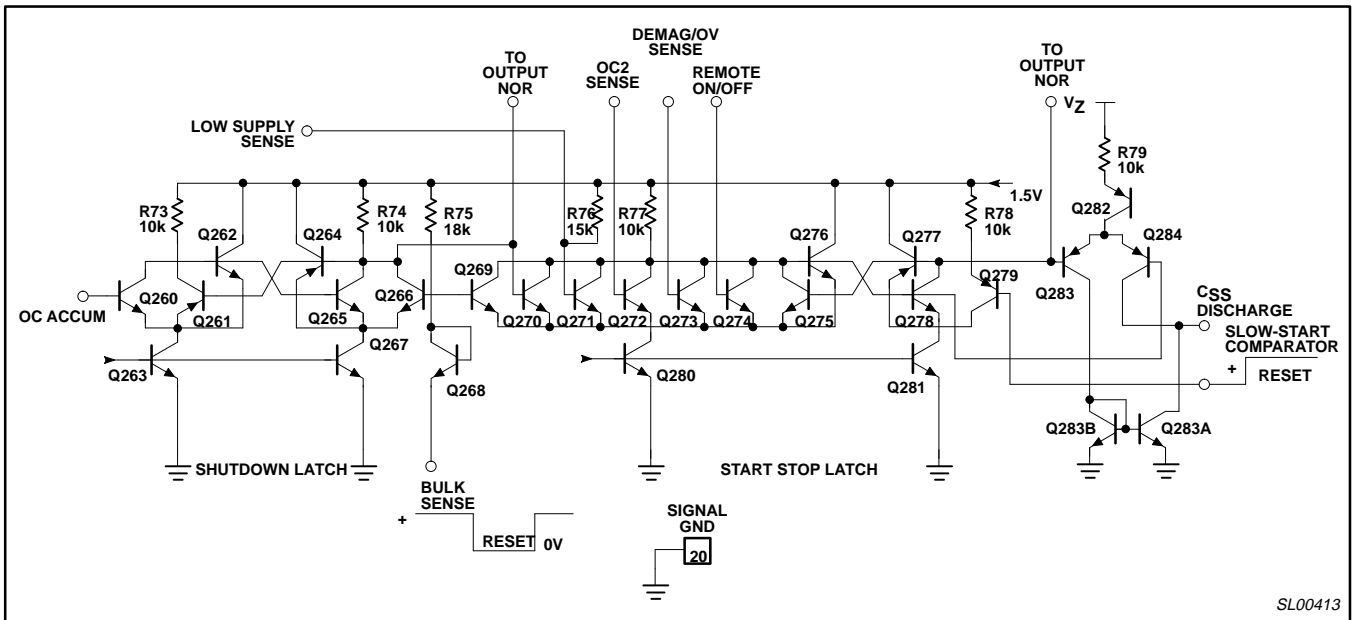 DEMAG/OV
SENSE
TO
OUTPUT
NOR
OC2
SENSE
REMOTE
ON/OFF
TO
OUTPUT
NOR
VZ
LOW SUPPLY
SENSE
R79
10k
1.5V
R73
10k
R74
10k
R75
18k
R76
15k
R77
10k
R78
10k
Q282
Q262
Q264
Q276
Q277
Q284
Q269
Q279
Q283
Q260
Q261
Q265
Q266
Q270
Q271
Q272
Q273
Q274
Q275
Q278
OC ACCUM
CSS
DISCHARGE
SLOW-START
COMPARATOR
+
RESET
Q263
Q267
Q268
Q280
Q281
Q283B
Q283A
SHUTDOWN LATCH
START STOP LATCH
BULK
SENSE
+
RESET 0V
SIGNAL
GND
20
SL00413